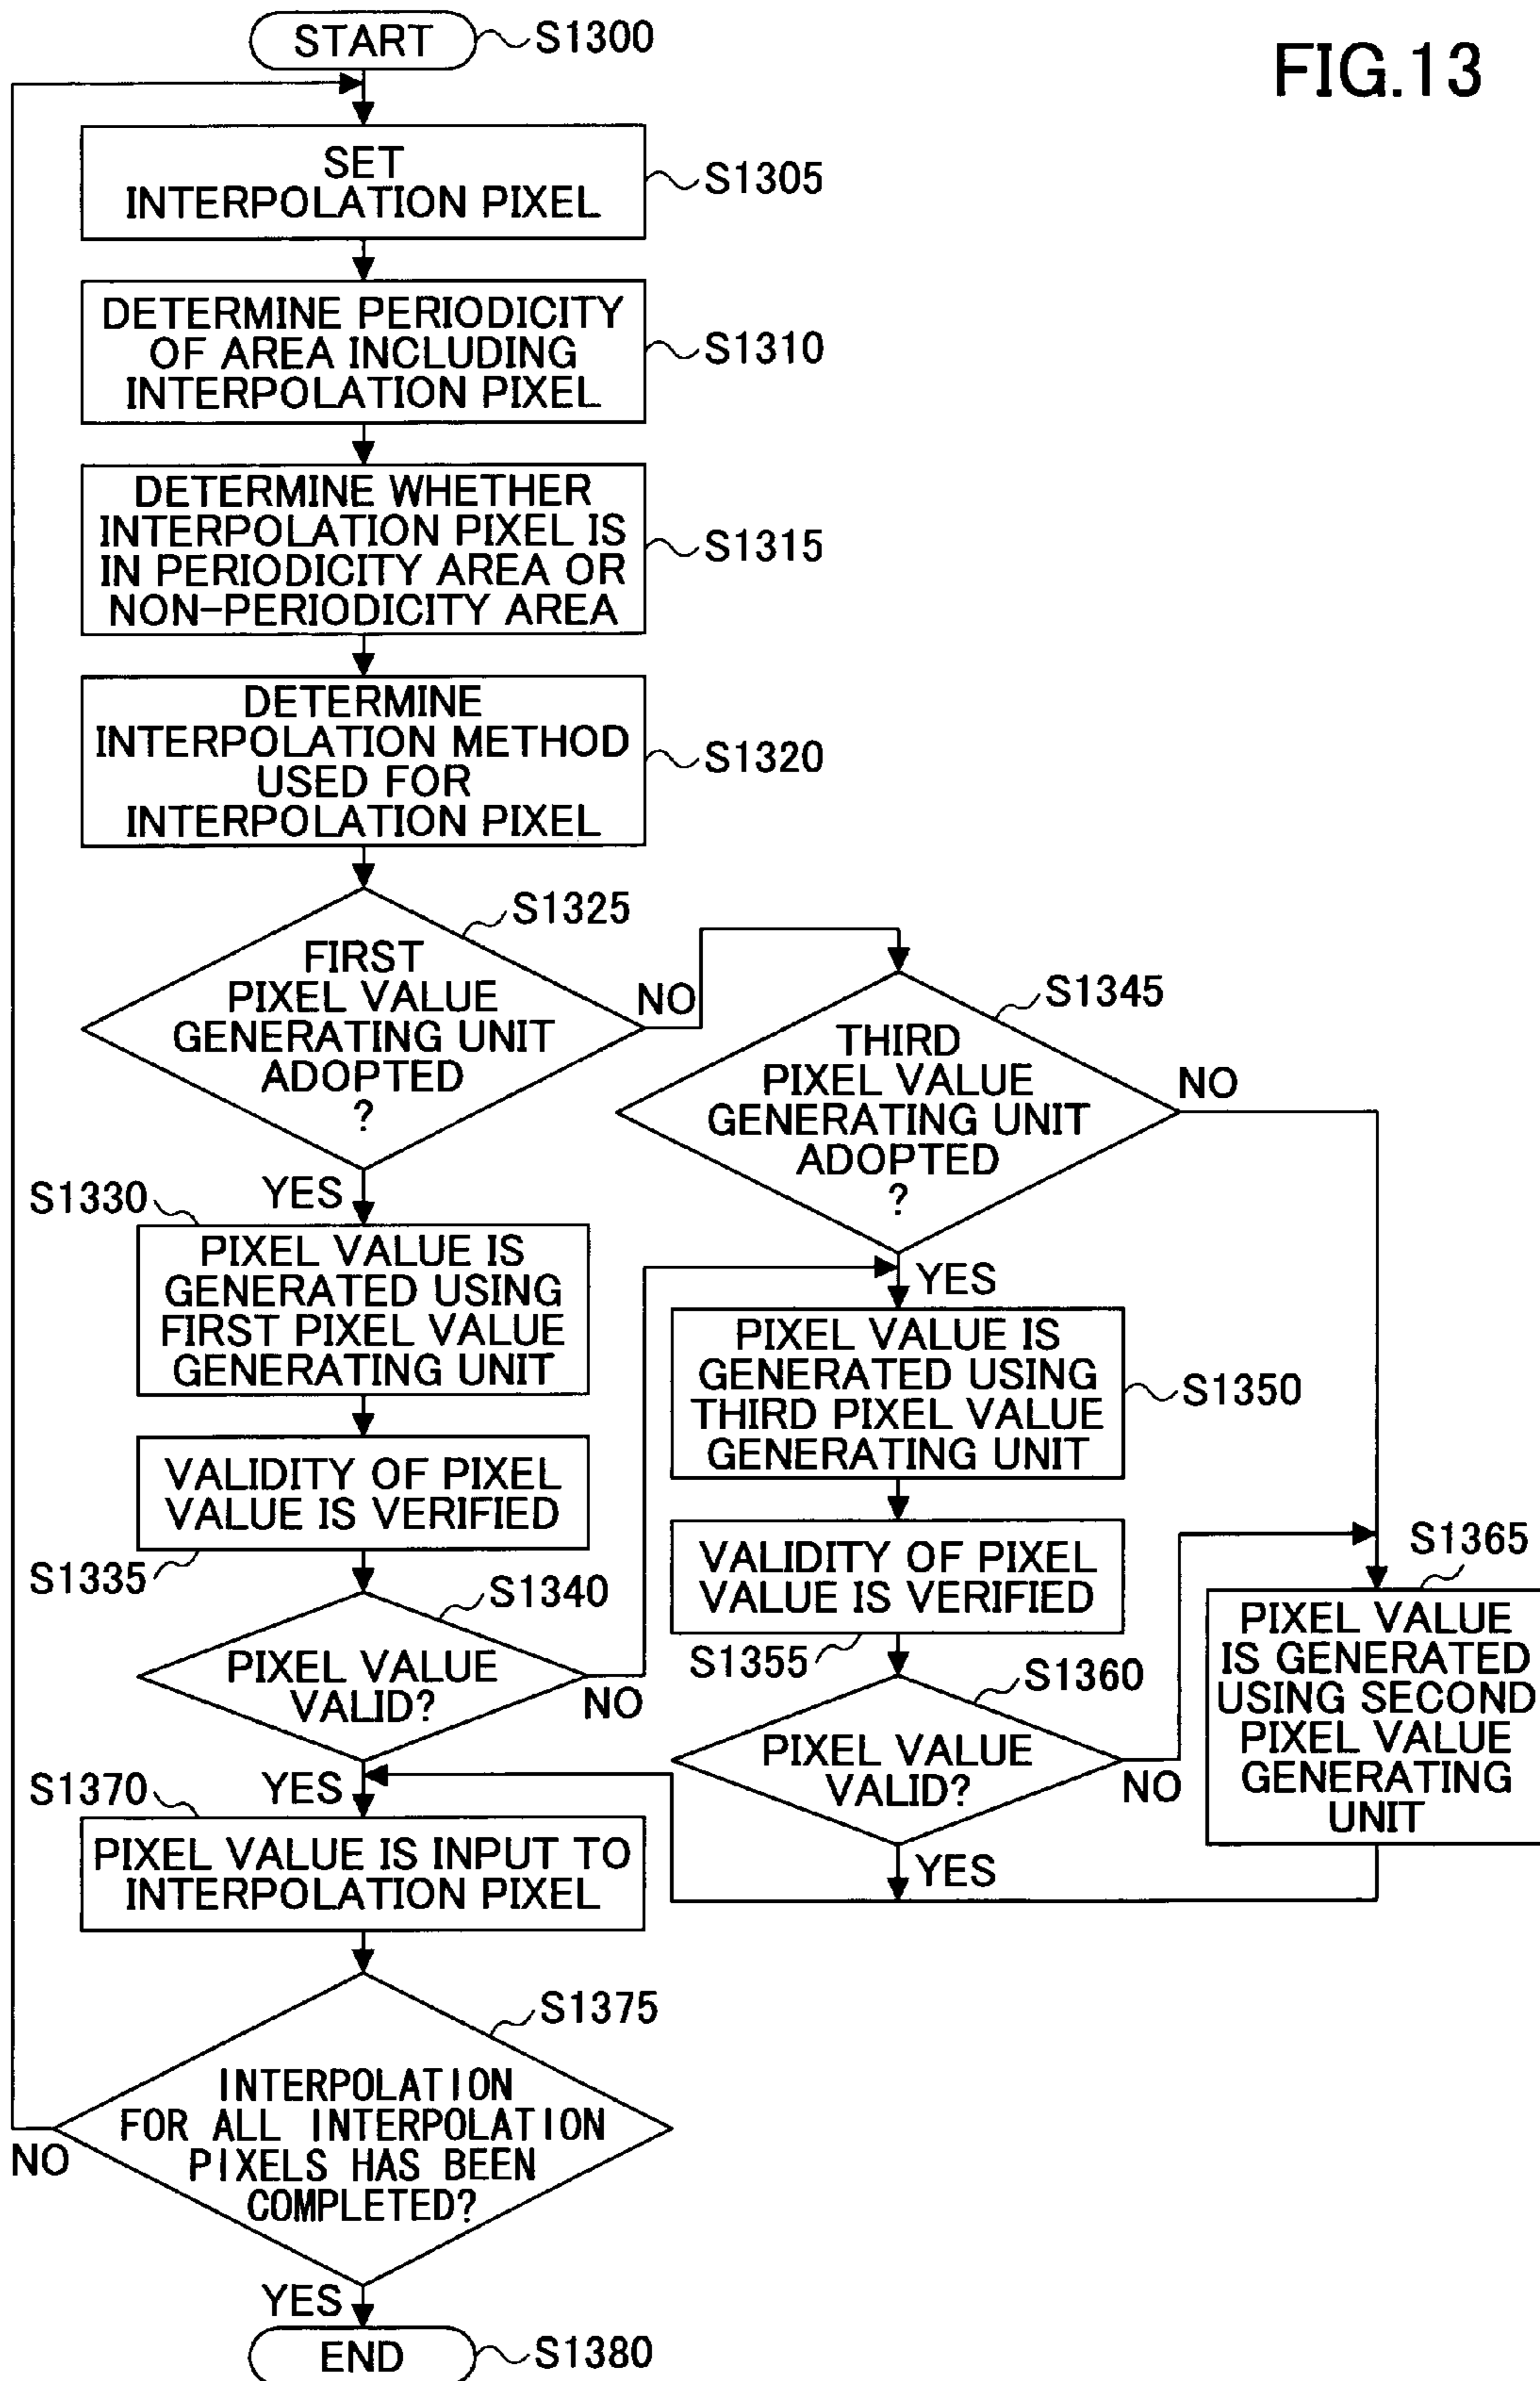 FIG.13
START
S1300
SET
INTERPOLATION PIXEL
S1305
DETERMINE PERIODICITY
OF AREA INCLUDING
INTERPOLATION PIXEL
S1310
DETERMINE WHETHER
INTERPOLATION PIXEL IS
IN PERIODICITY AREA OR
NON-PERIODICITY AREA
S1315
DETERMINE
INTERPOLATION METHOD
USED FOR
INTERPOLATION PIXEL
S1320
S1325
FIRST
PIXEL VALUE
GENERATING UNIT
ADOPTED
?
NO
YES
S1345
THIRD
PIXEL VALUE
GENERATING UNIT
ADOPTED
?
NO
YES
S1330
PIXEL VALUE IS
GENERATED USING
FIRST PIXEL VALUE
GENERATING UNIT
VALIDITY OF PIXEL
VALUE IS VERIFIED
S1335
S1340
PIXEL VALUE
VALID?
NO
YES
PIXEL VALUE IS
GENERATED USING
THIRD PIXEL VALUE
GENERATING UNIT
S1350
VALIDITY OF PIXEL
VALUE IS VERIFIED
S1355
S1360
PIXEL VALUE
VALID?
NO
YES
S1365
PIXEL VALUE
IS GENERATED
USING SECOND
PIXEL VALUE
GENERATING
UNIT
S1370
PIXEL VALUE IS INPUT TO
INTERPOLATION PIXEL
S1375
INTERPOLATION
FOR ALL INTERPOLATION
PIXELS HAS BEEN
COMPLETED?
NO
YES
END
S1380